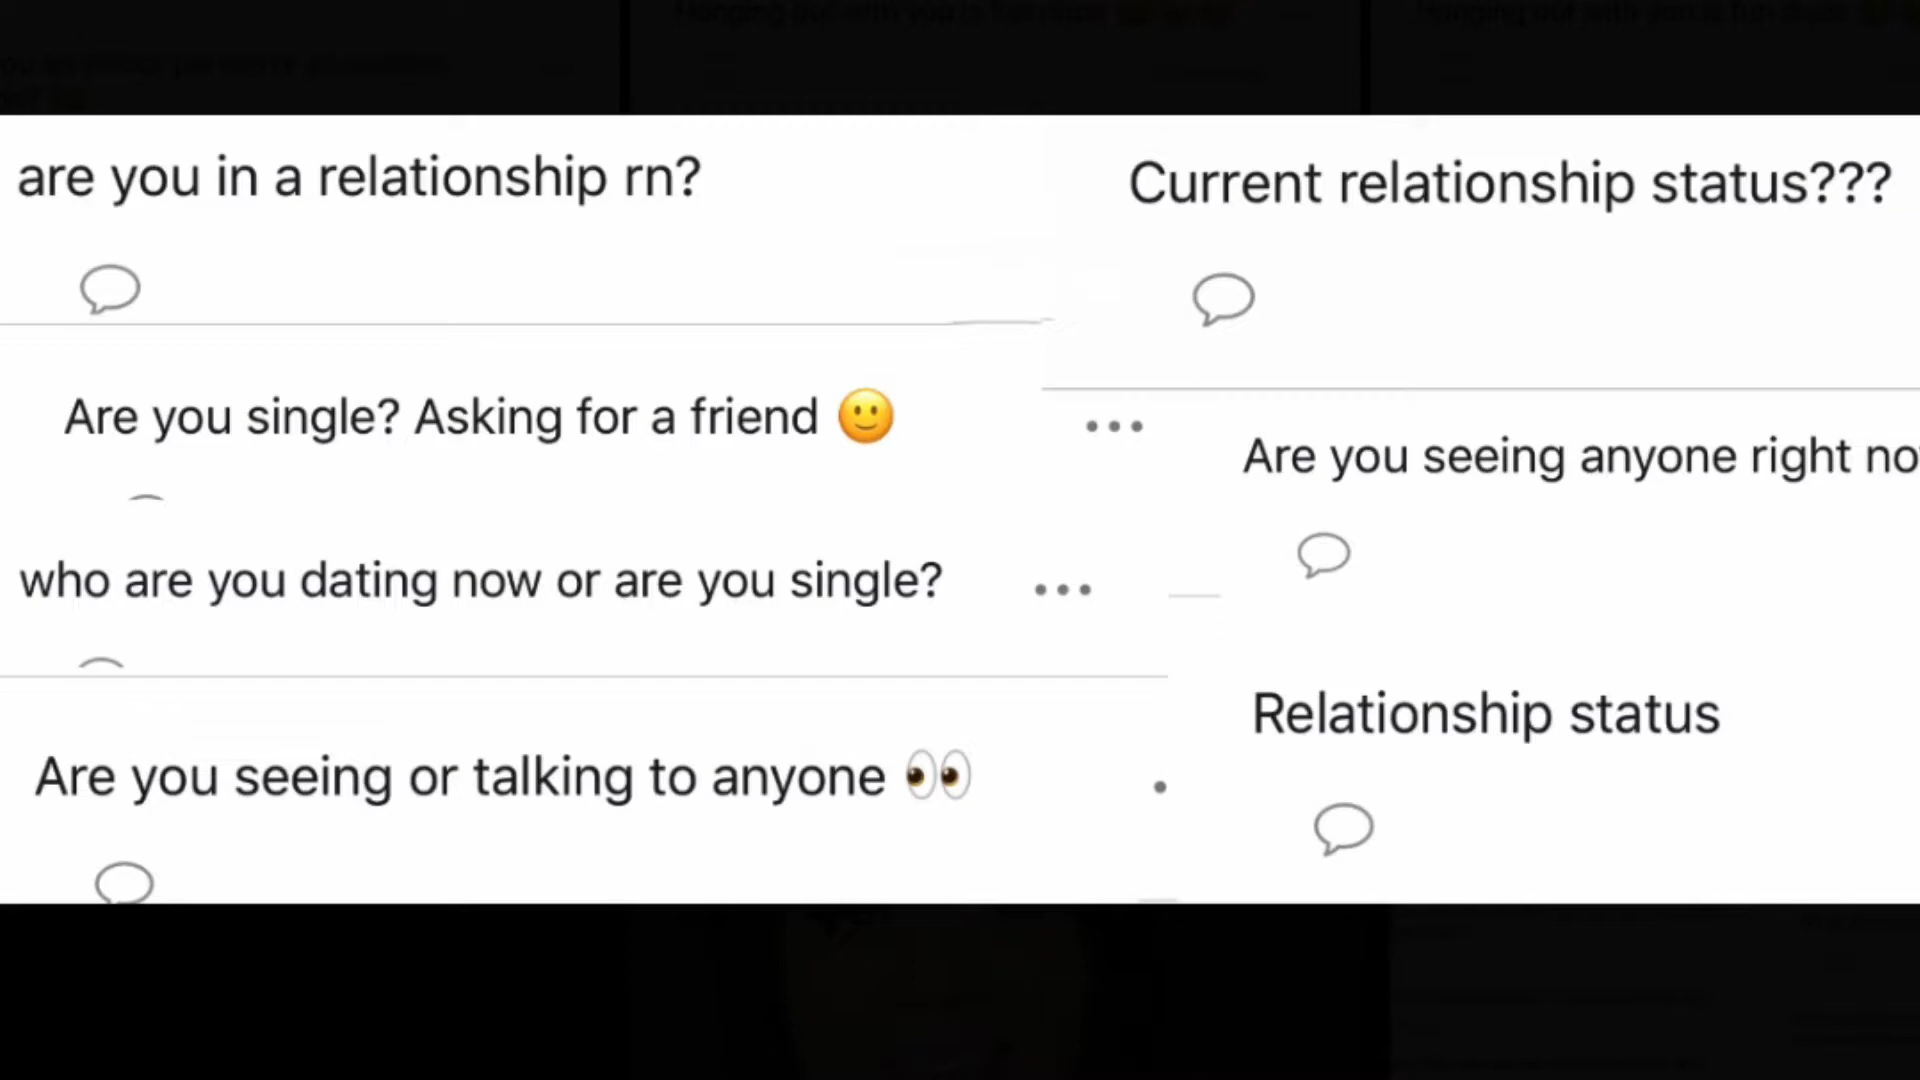 are you in a relationship rn?
Are you single? Asking for a friend 🙂
who are you dating now or are you single?
Are you seeing or talking to anyone 👀
Current relationship status???
Are you seeing anyone right no
Relationship status